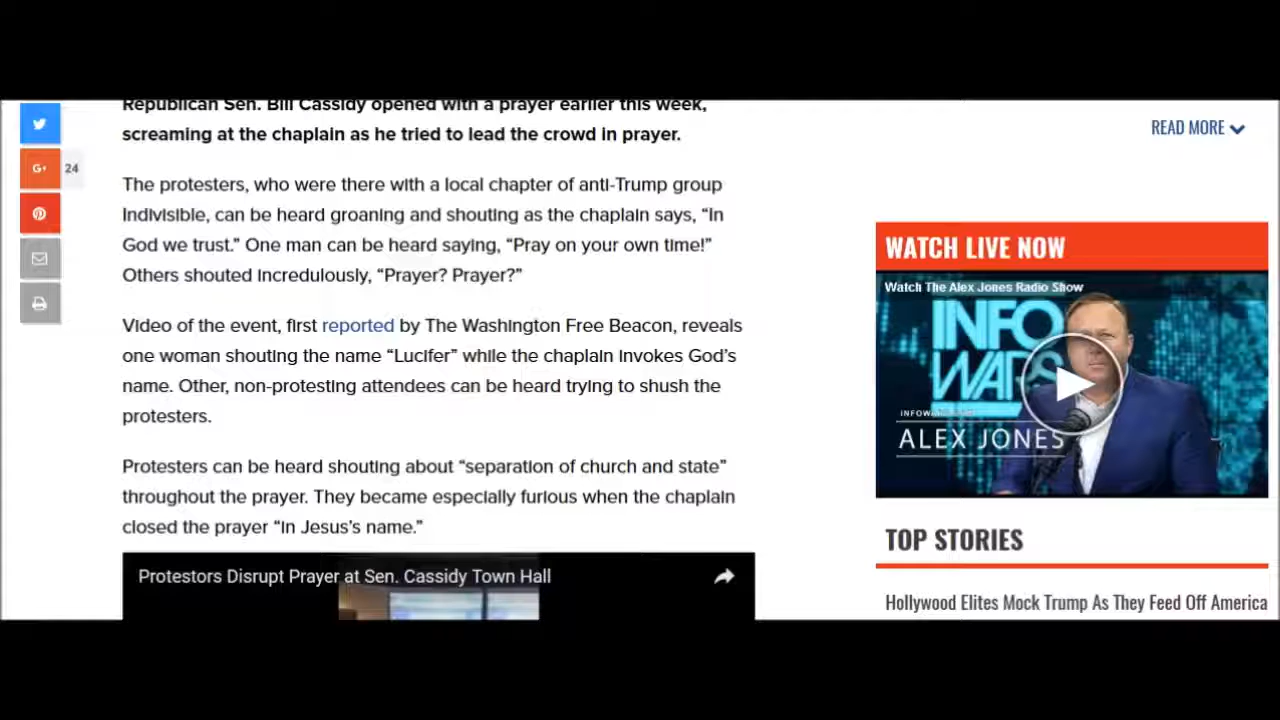 Republican Sen. Bill Cassidy opened with a prayer earlier this week,
screaming at the chaplain as he tried to lead the crowd in prayer.
24
The protesters, who were there with a local chapter of anti-Trump group
Indivisible, can be heard groaning and shouting as the chaplain says, “In
God we trust.” One man can be heard saying, “Pray on your own time!”
Others shouted incredulously, “Prayer? Prayer?”
Video of the event, first reported by The Washington Free Beacon, reveals
one woman shouting the name “Lucifer” while the chaplain invokes God’s
name. Other, non-protesting attendees can be heard trying to shush the
protesters.
Protesters can be heard shouting about “separation of church and state”
throughout the prayer. They became especially furious when the chaplain
closed the prayer “In Jesus’s name.”
Protestors Disrupt Prayer at Sen. Cassidy Town Hall
READ MORE
WATCH LIVE NOW
Watch The Alex Jones Radio Show
INFO
WARS
ALEX JONES
TOP STORIES
Hollywood Elites Mock Trump As They Feed Off America